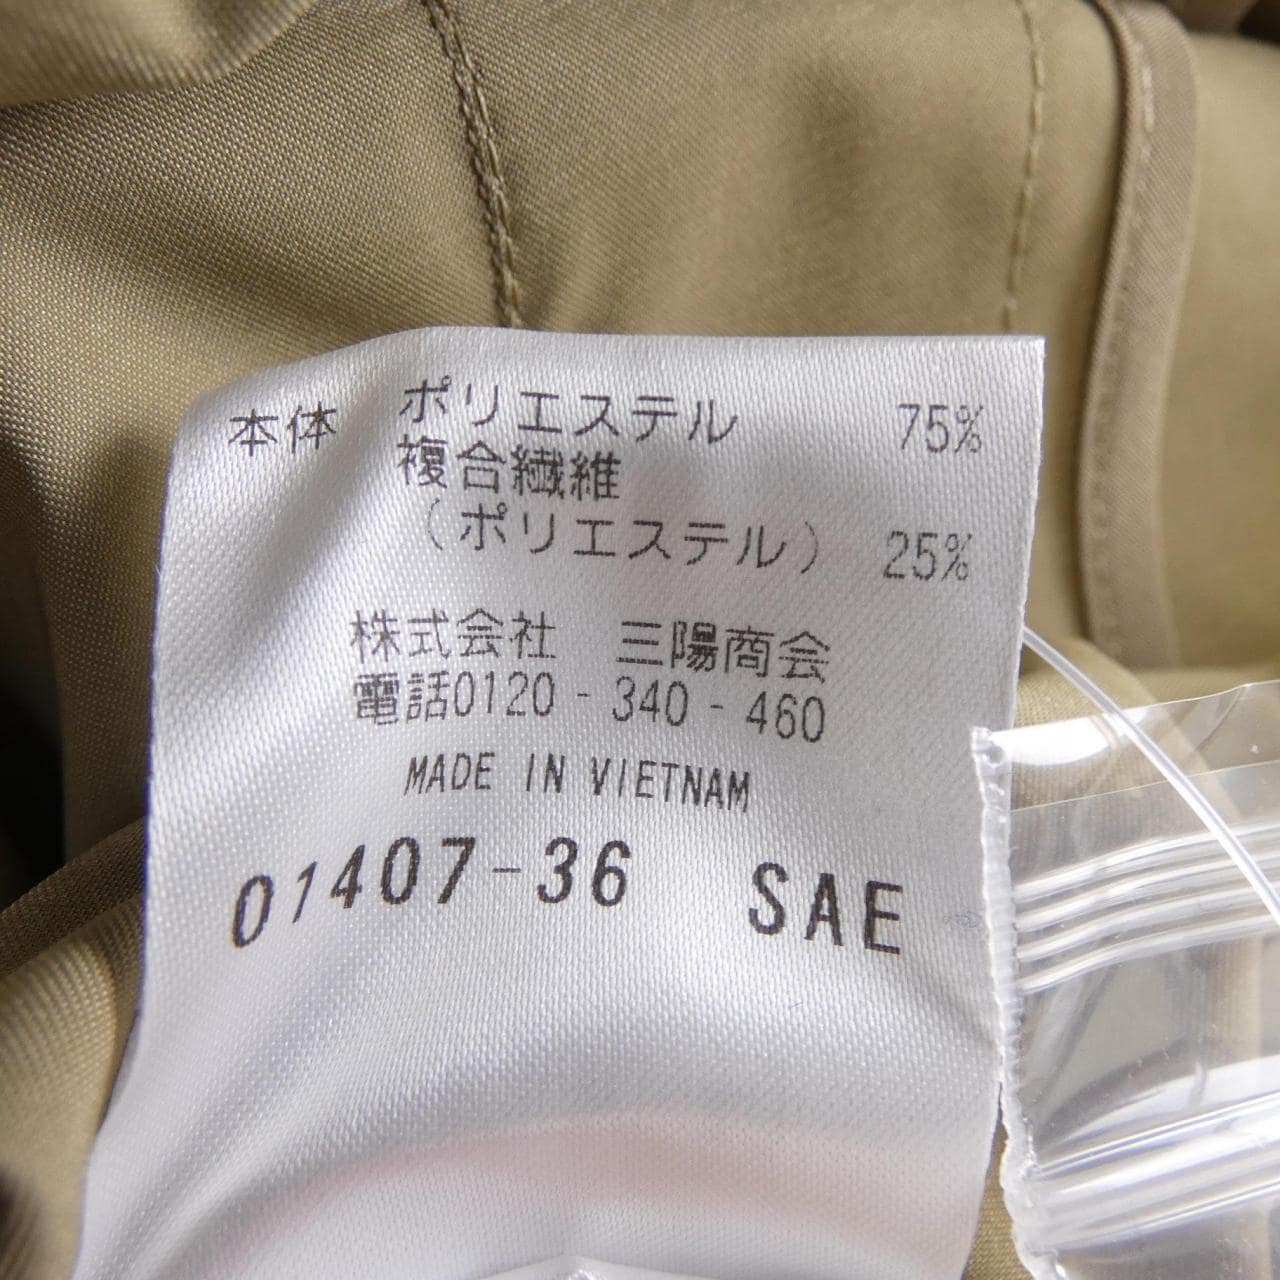 本体 ポリエステル 75%
複合繊維
(ポリエステル) 25%
株式会社 三陽商会
電話0120-340-460
MADE IN VIETNAM
01407-36 SAE